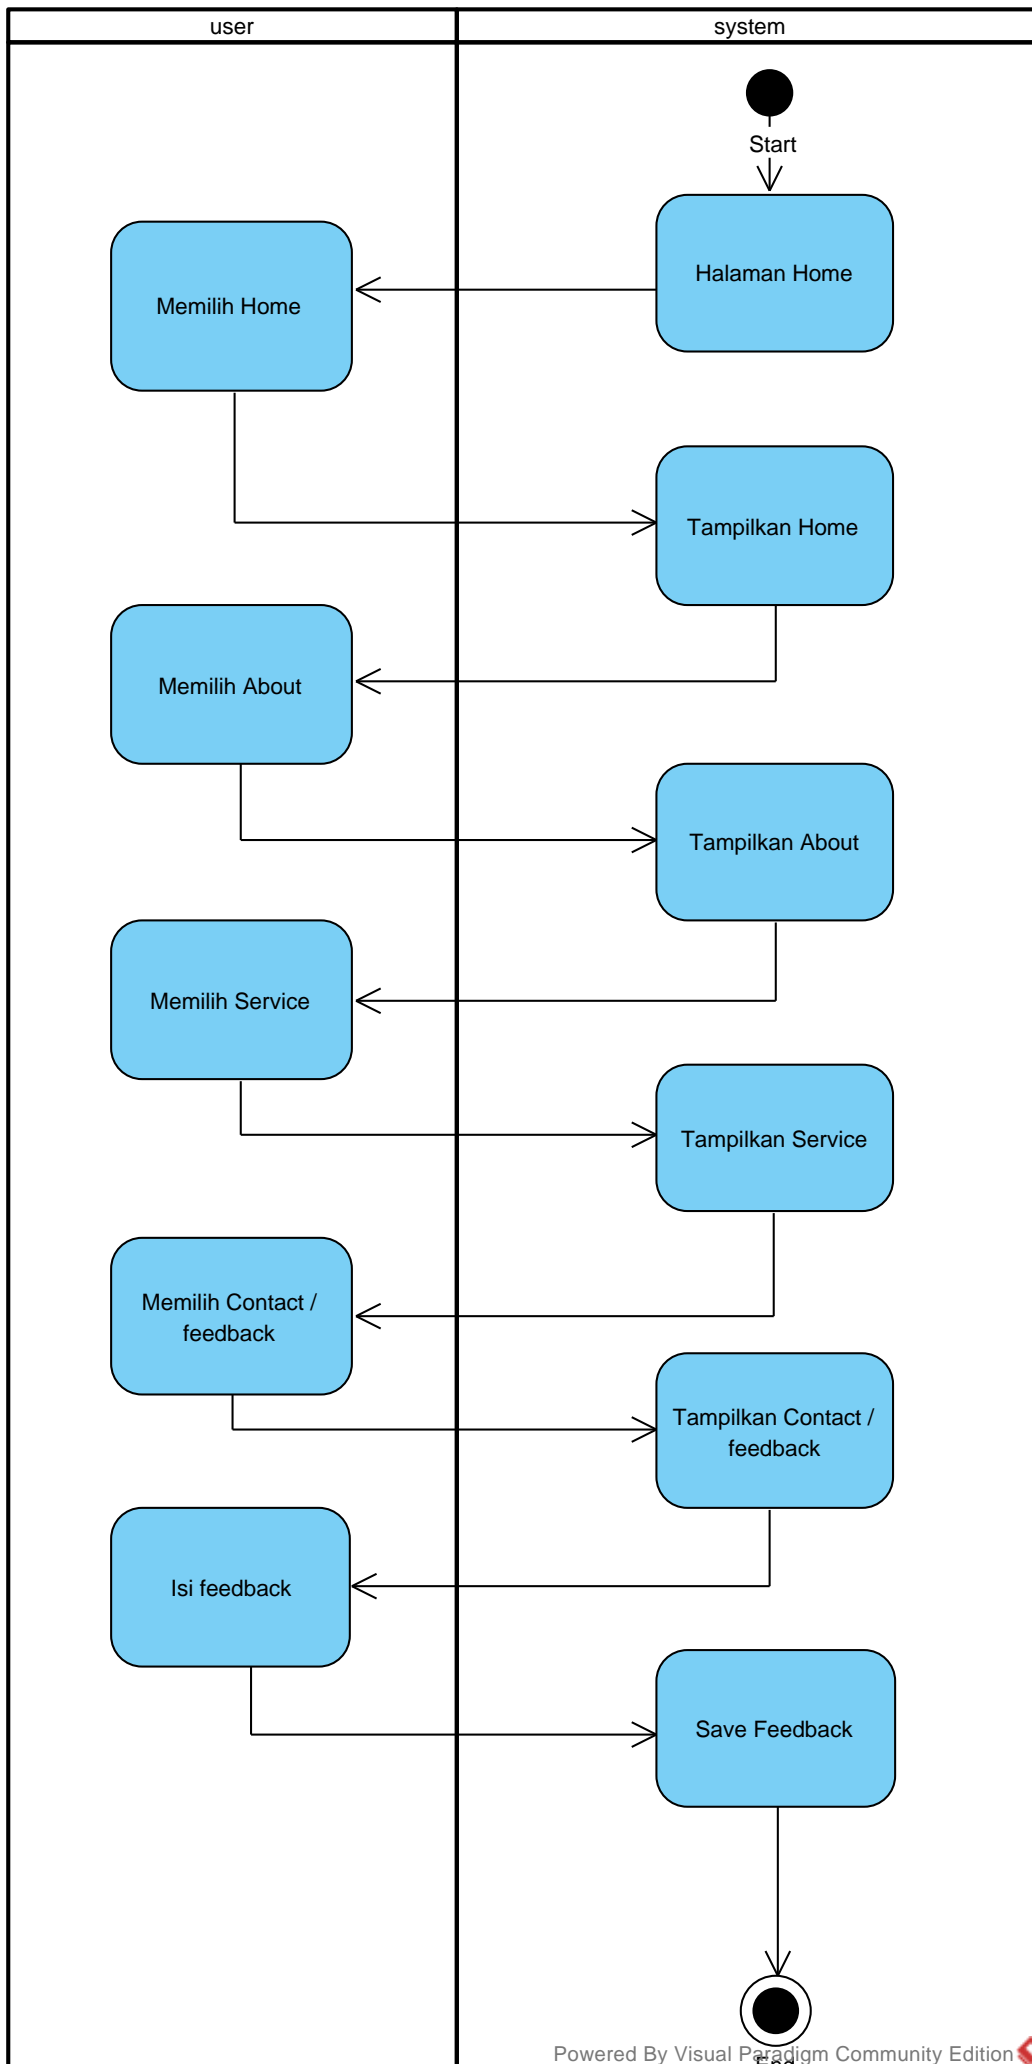 user
system
Start
Halaman Home
Memilih Home
Tampilkan Home
Memilih About
Tampilkan About
Memilih Service
Tampilkan Service
Memilih Contact /
feedback
Tampilkan Contact /
feedback
Isi feedback
Save Feedback
Powered By Visual Paradigm Community Edition
End